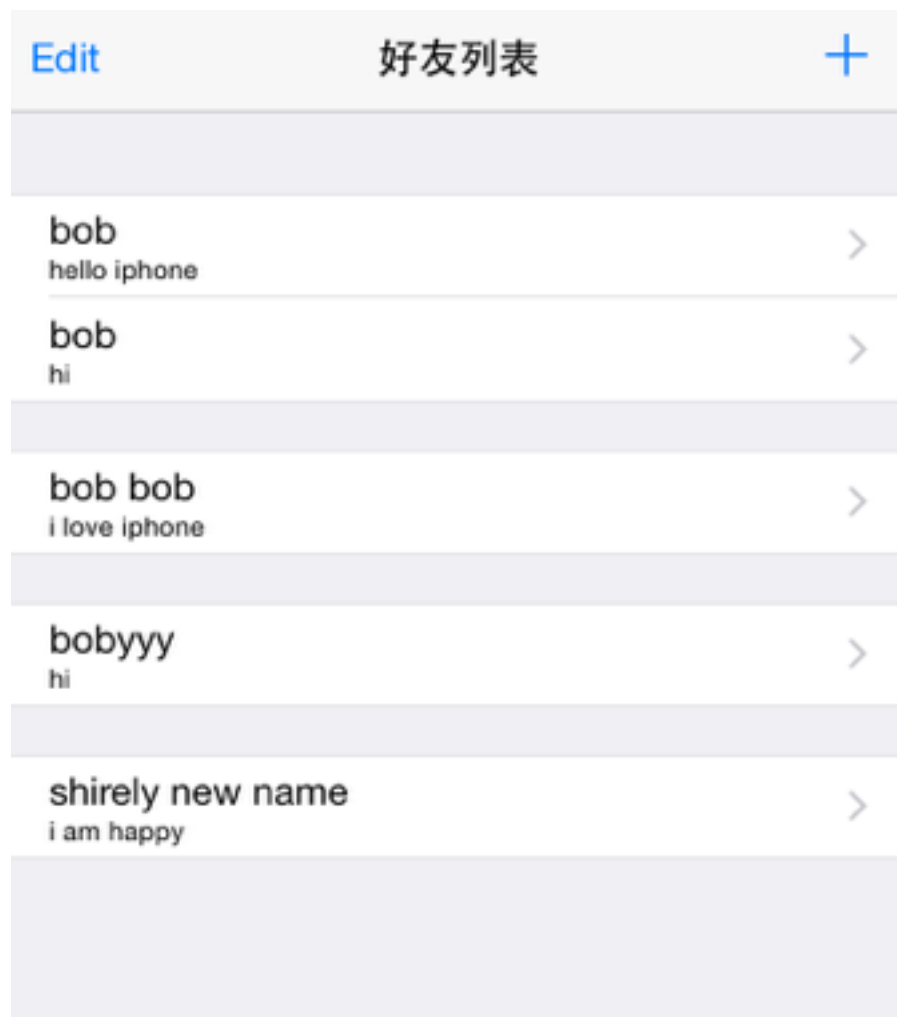 Edit 好友列表 +
bob
hello iphone
bob
hi
bob bob
i love iphone
bobyyy
hi
shirely new name
i am happy